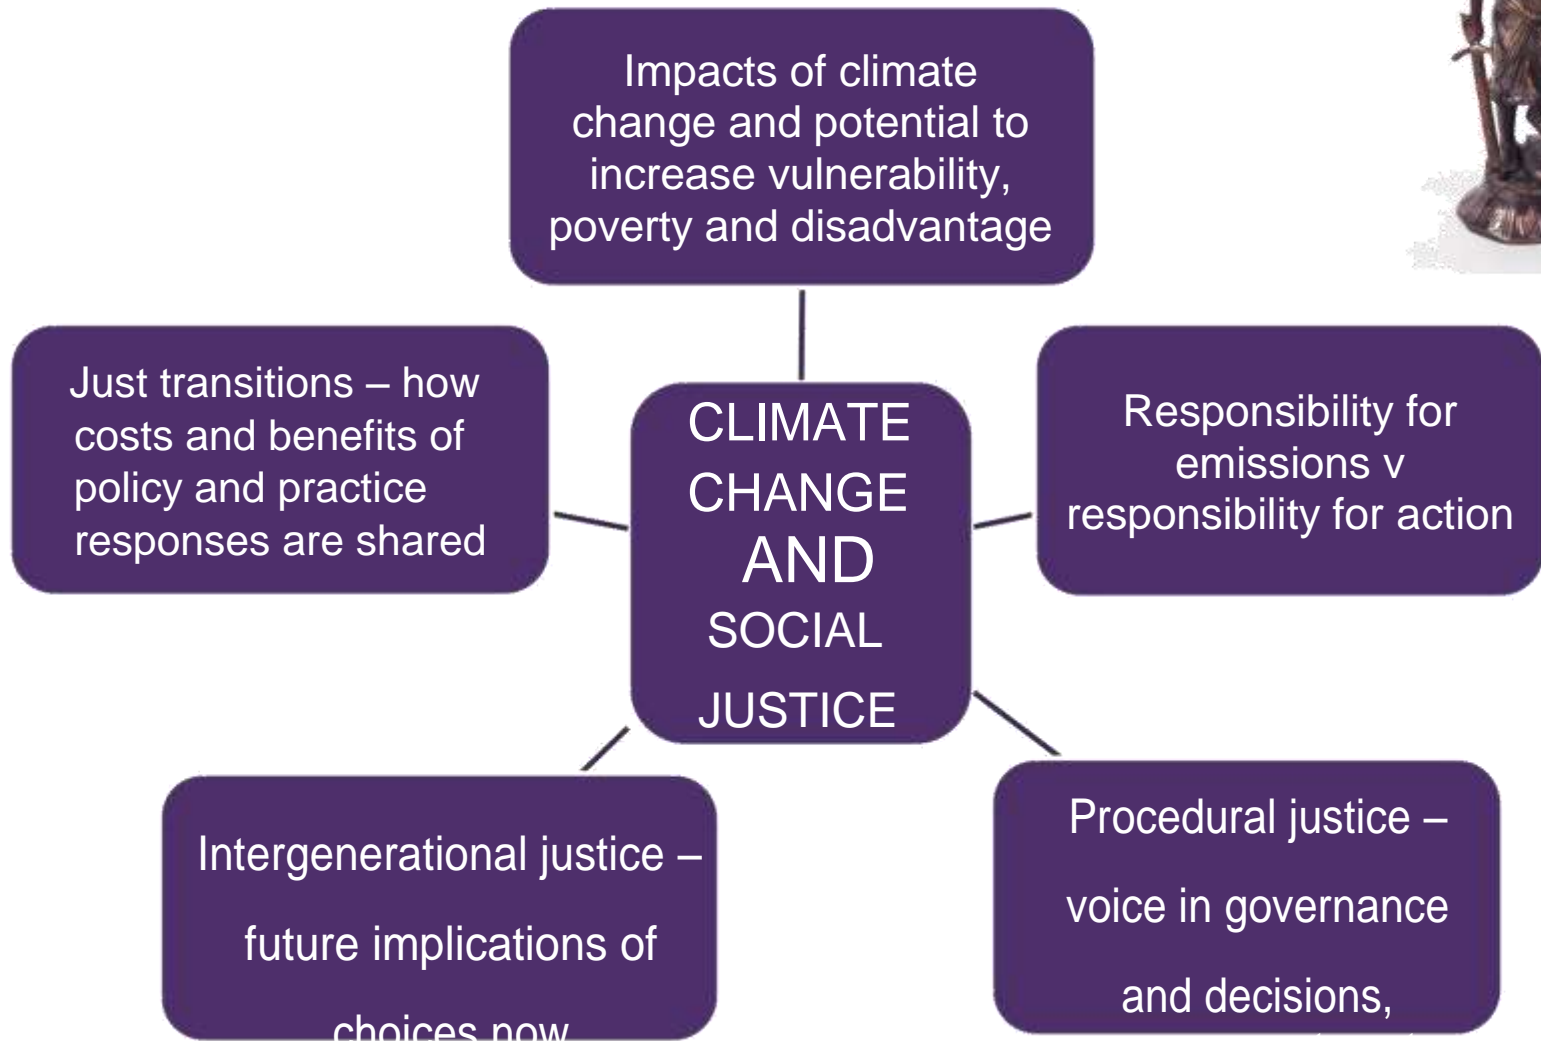 Impacts of climate
change and potential to
increase vulnerability,
poverty and disadvantage
Just transitions – how
costs and benefits of
policy and practice
responses are shared
CLIMATE
CHANGE
AND
SOCIAL
JUSTICE
Responsibility for
emissions v
responsibility for action
Intergenerational justice –
future implications of
choices now
Procedural justice –
voice in governance
and decisions,